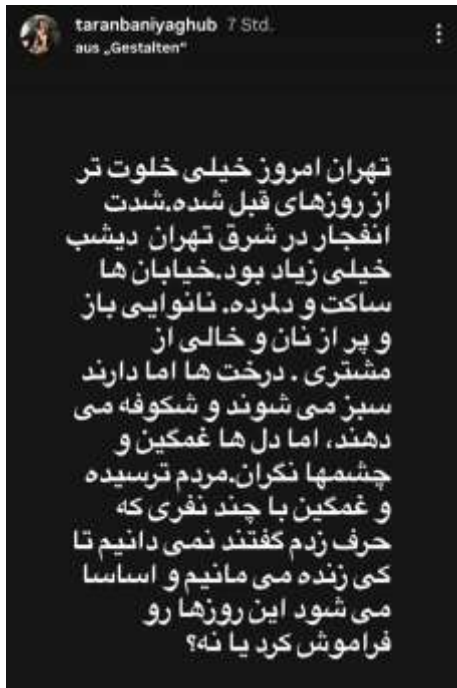 taranbaniyaghub 7 Std.
aus „Gestalten“
تهران امروز خیلی خلوت تر
از روزهای قبل شده.شدت
انفجار در شرق تهران دیشب
خیلی زیاد بود.خیابان ها
ساکت و دلمرده. نانوایی باز
و پر از نان و خالی از
مشتری . درخت ها اما دارند
سبز می شوند و شکوفه می
دهند، اما دل ها غمگین و
چشمها نگران.مردم ترسیده
و غمگین با چند نفری که
حرف زدم گفتند نمی دانیم تا
کی زنده می مانیم و اساسا
می شود این روزها رو
فراموش کرد یا نه؟